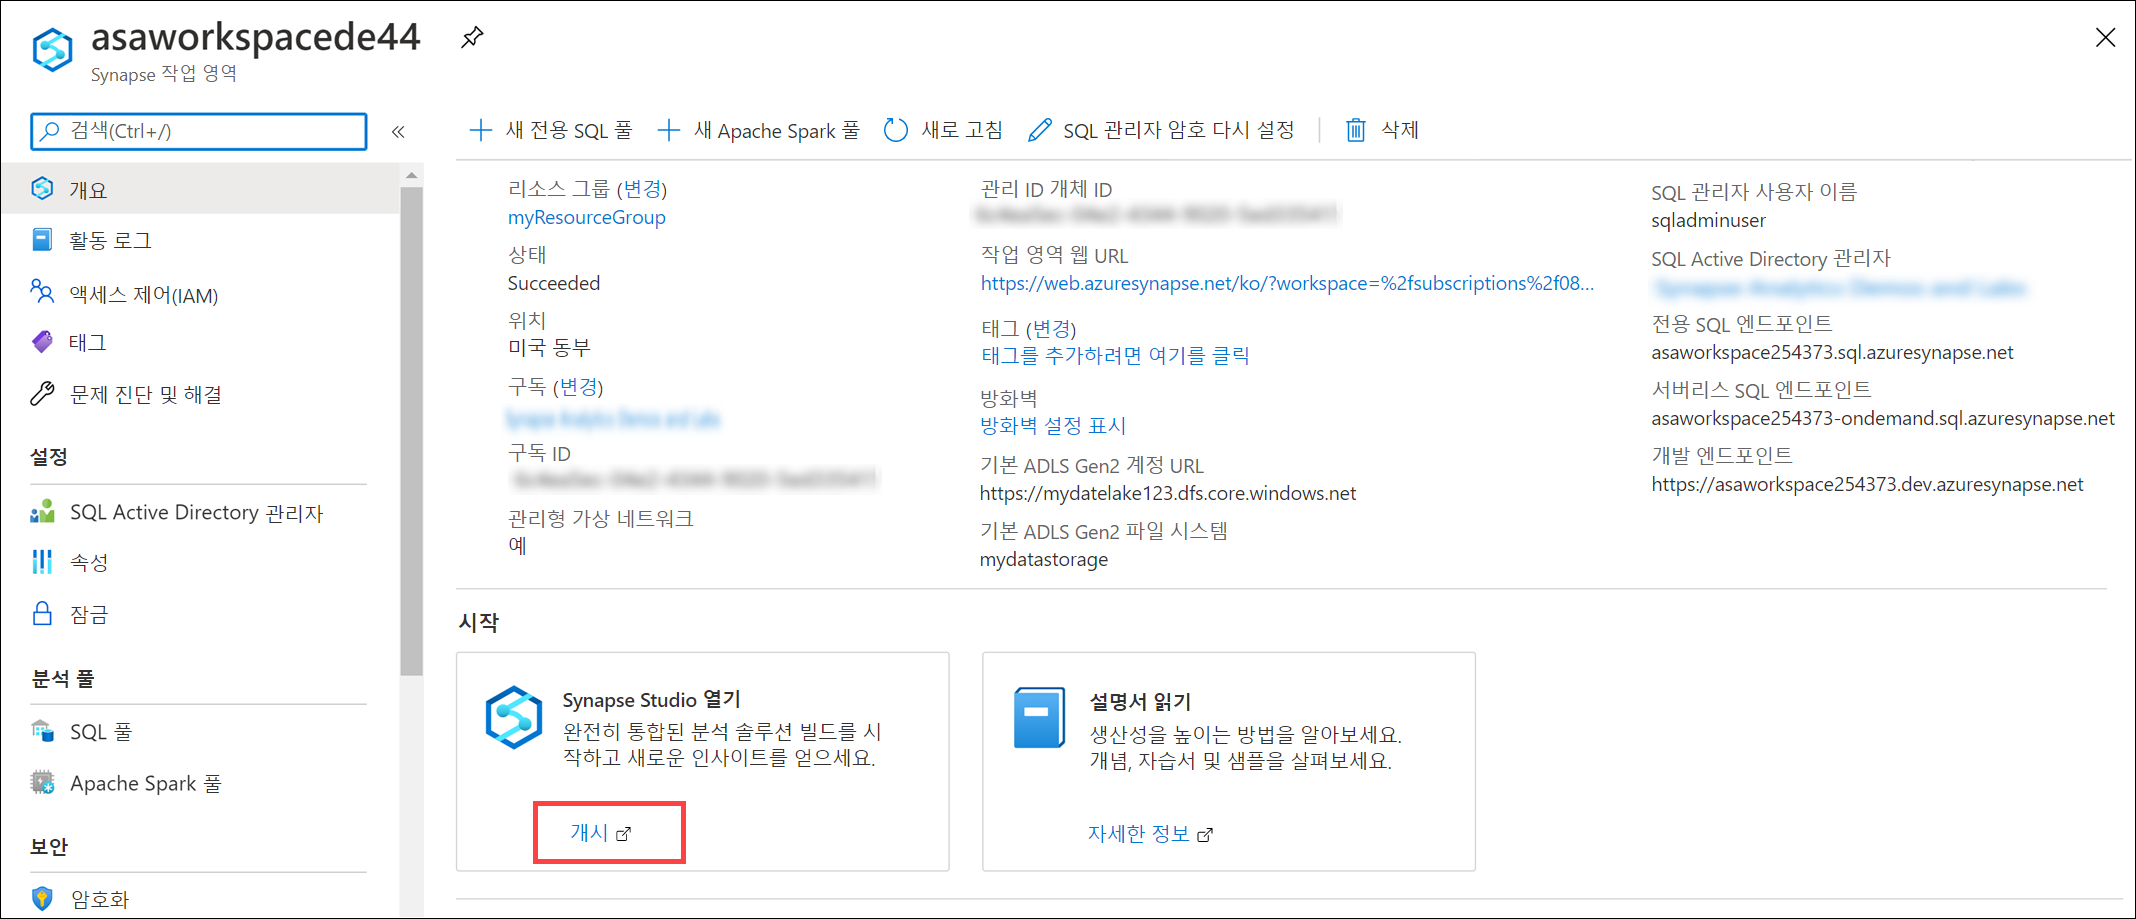 asaworkspacede44
Synapse 작업 영역
검색(Ctrl+/)
«
개요
활동 로그
액세스 제어(IAM)
태그
문제 진단 및 해결
설정
SQL Active Directory 관리자
속성
잠금
분석 풀
SQL 풀
Apache Spark 풀
보안
암호화
새 전용 SQL 풀
새 Apache Spark 풀
새로 고침
SQL 관리자 암호 다시 설정
삭제
리소스 그룹 (변경)
myResourceGroup
상태
Succeeded
위치
미국 동부
구독 (변경)
구독 ID
관리형 가상 네트워크
예
관리 ID 개체 ID
작업 영역 웹 URL
https://web.azuresynapse.net/ko/?workspace=%2fsubscriptions%2f08...
태그 (변경)
태그를 추가하려면 여기를 클릭
방화벽
방화벽 설정 표시
기본 ADLS Gen2 계정 URL
https://mydatelake123.dfs.core.windows.net
기본 ADLS Gen2 파일 시스템
mydatastorage
SQL 관리자 사용자 이름
sqladminuser
SQL Active Directory 관리자
전용 SQL 엔드포인트
asaworkspace254373.sql.azuresynapse.net
서버리스 SQL 엔드포인트
asaworkspace254373-ondemand.sql.azuresynapse.net
개발 엔드포인트
https://asaworkspace254373.dev.azuresynapse.net
시작
Synapse Studio 열기
완전히 통합된 분석 솔루션 빌드를 시
작하고 새로운 인사이트를 얻으세요.
개시
설명서 읽기
생산성을 높이는 방법을 알아보세요.
개념, 자습서 및 샘플을 살펴보세요.
자세한 정보